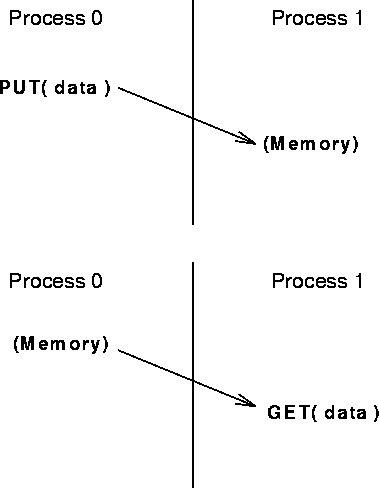 Process 0 Process 1
PUT( data )
(Memory)
Process 0 Process 1
(Memory)
GET( data )